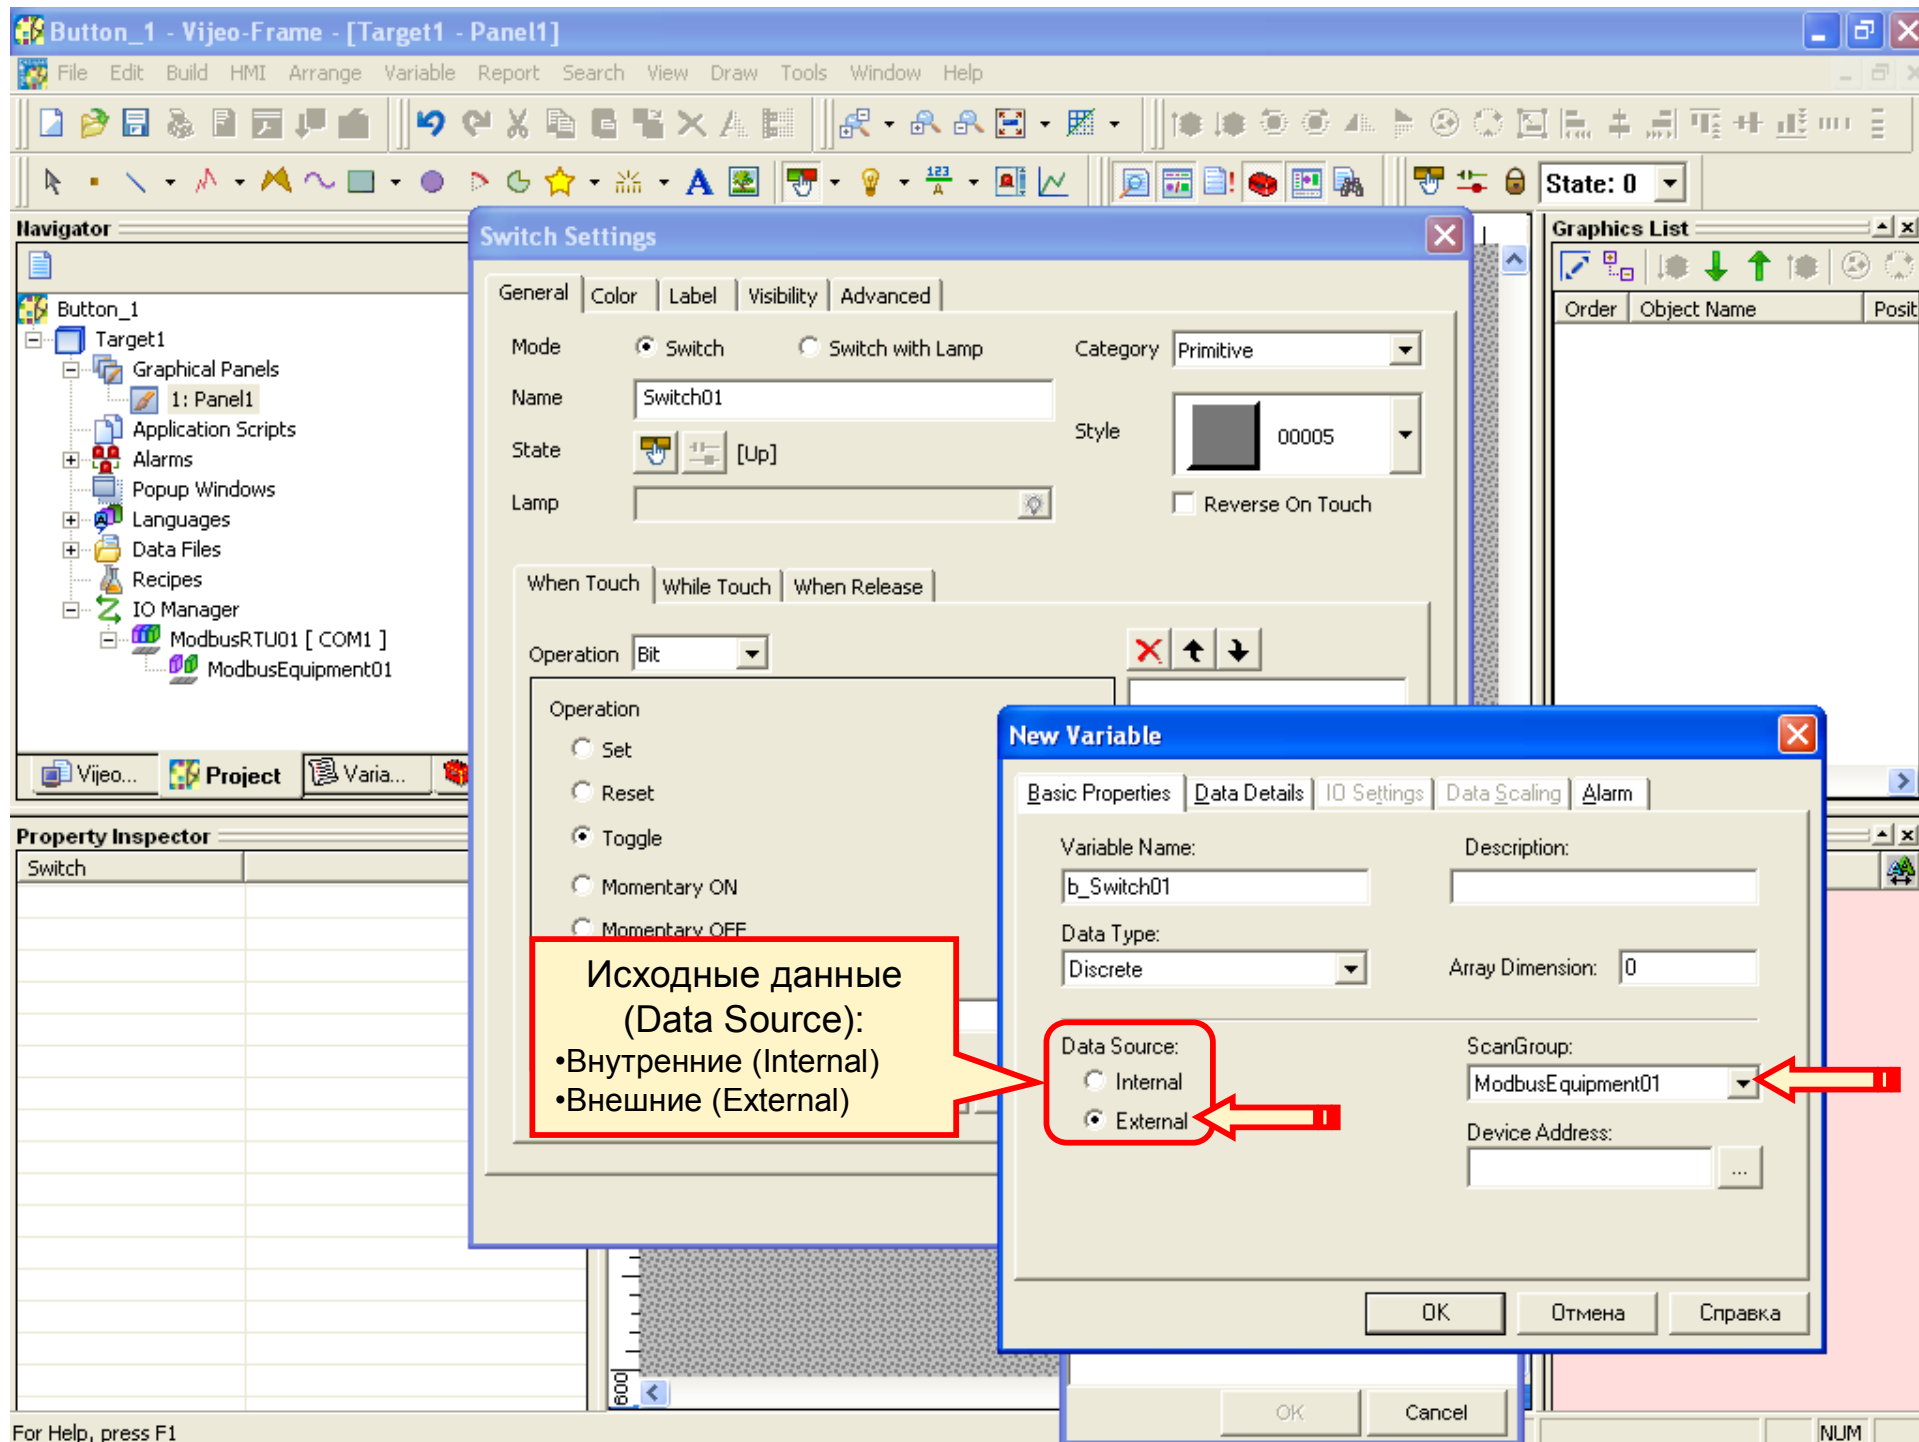 Button_1 - Vijeo-Frame - [Target1 - Panel1]
File Edit Build HMI Arrange Variable Report Search View Draw Tools Window Help
State: 0
Navigator
Button_1
Target1
Graphical Panels
1: Panel1
Application Scripts
Alarms
Popup Windows
Languages
Data Files
Recipes
IO Manager
ModbusRTU01 [ COM1 ]
ModbusEquipment01
Vijeo... Project Varia...
Property Inspector
Switch
Switch Settings
General Color Label Visibility Advanced
Mode Switch Switch with Lamp Category Primitive
Name Switch01
Style 00005
State [Up]
Lamp
Reverse On Touch
When Touch While Touch When Release
Operation Bit
Operation
Set
Reset
Toggle
Momentary ON
Momentary OFF
Исходные данные
(Data Source):
•Внутренние (Internal)
•Внешние (External)
Graphics List
Order Object Name Posit
New Variable
Basic Properties Data Details IO Settings Data Scaling Alarm
Variable Name: Description:
b_Switch01
Data Type:
Discrete Array Dimension: 0
Data Source: ScanGroup:
Internal ModbusEquipment01
External
Device Address:
...
OK Отмена Справка
600
OK Cancel
For Help, press F1
NUM